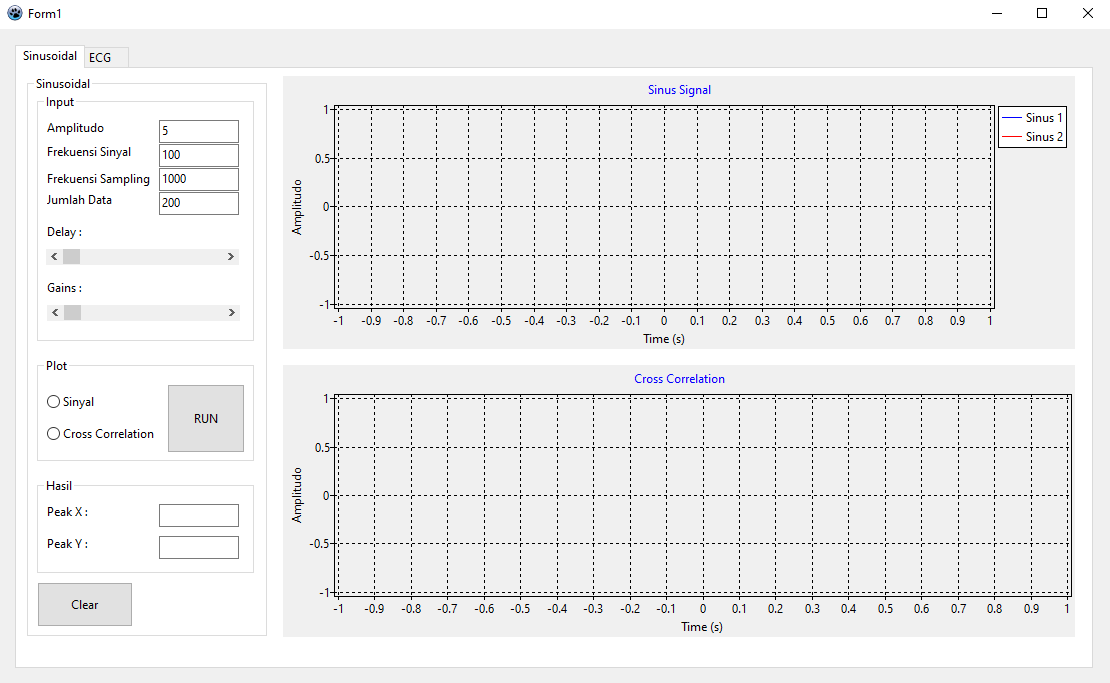 Form1
Sinusoidal
ECG
Sinusoidal
Input
Amplitudo
5
Frekuensi Sinyal
100
Frekuensi Sampling
1000
Jumlah Data
200
Delay :
Gains :
Plot
Sinyal
Cross Correlation
RUN
Hasil
Peak X :
Peak Y :
Clear
Sinus Signal
Amplitudo
1
0.5
0
-0.5
-1
-1 -0.9 -0.8 -0.7 -0.6 -0.5 -0.4 -0.3 -0.2 -0.1 0 0.1 0.2 0.3 0.4 0.5 0.6 0.7 0.8 0.9 1
Time (s)
Sinus 1
Sinus 2
Cross Correlation
Amplitudo
1
0.5
0
-0.5
-1
-1 -0.9 -0.8 -0.7 -0.6 -0.5 -0.4 -0.3 -0.2 -0.1 0 0.1 0.2 0.3 0.4 0.5 0.6 0.7 0.8 0.9 1
Time (s)